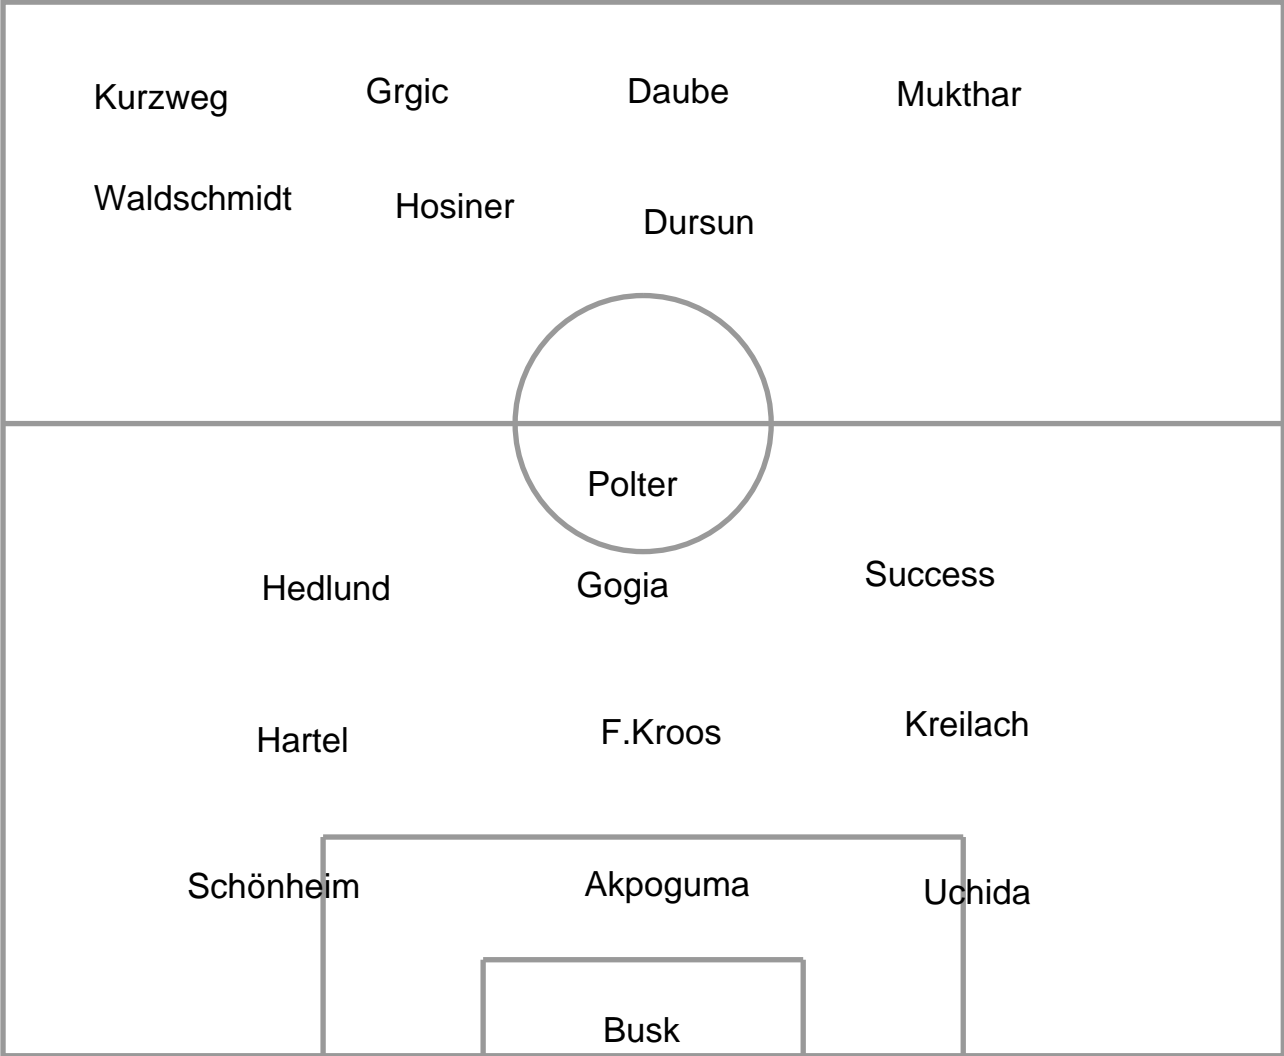 Kurzweg Grgic Daube Mukthar
Waldschmidt Hosiner Dursun
Polter
Hedlund Gogia Success
Hartel F.Kroos Kreilach
Schönheim Akpoguma Uchida
Busk